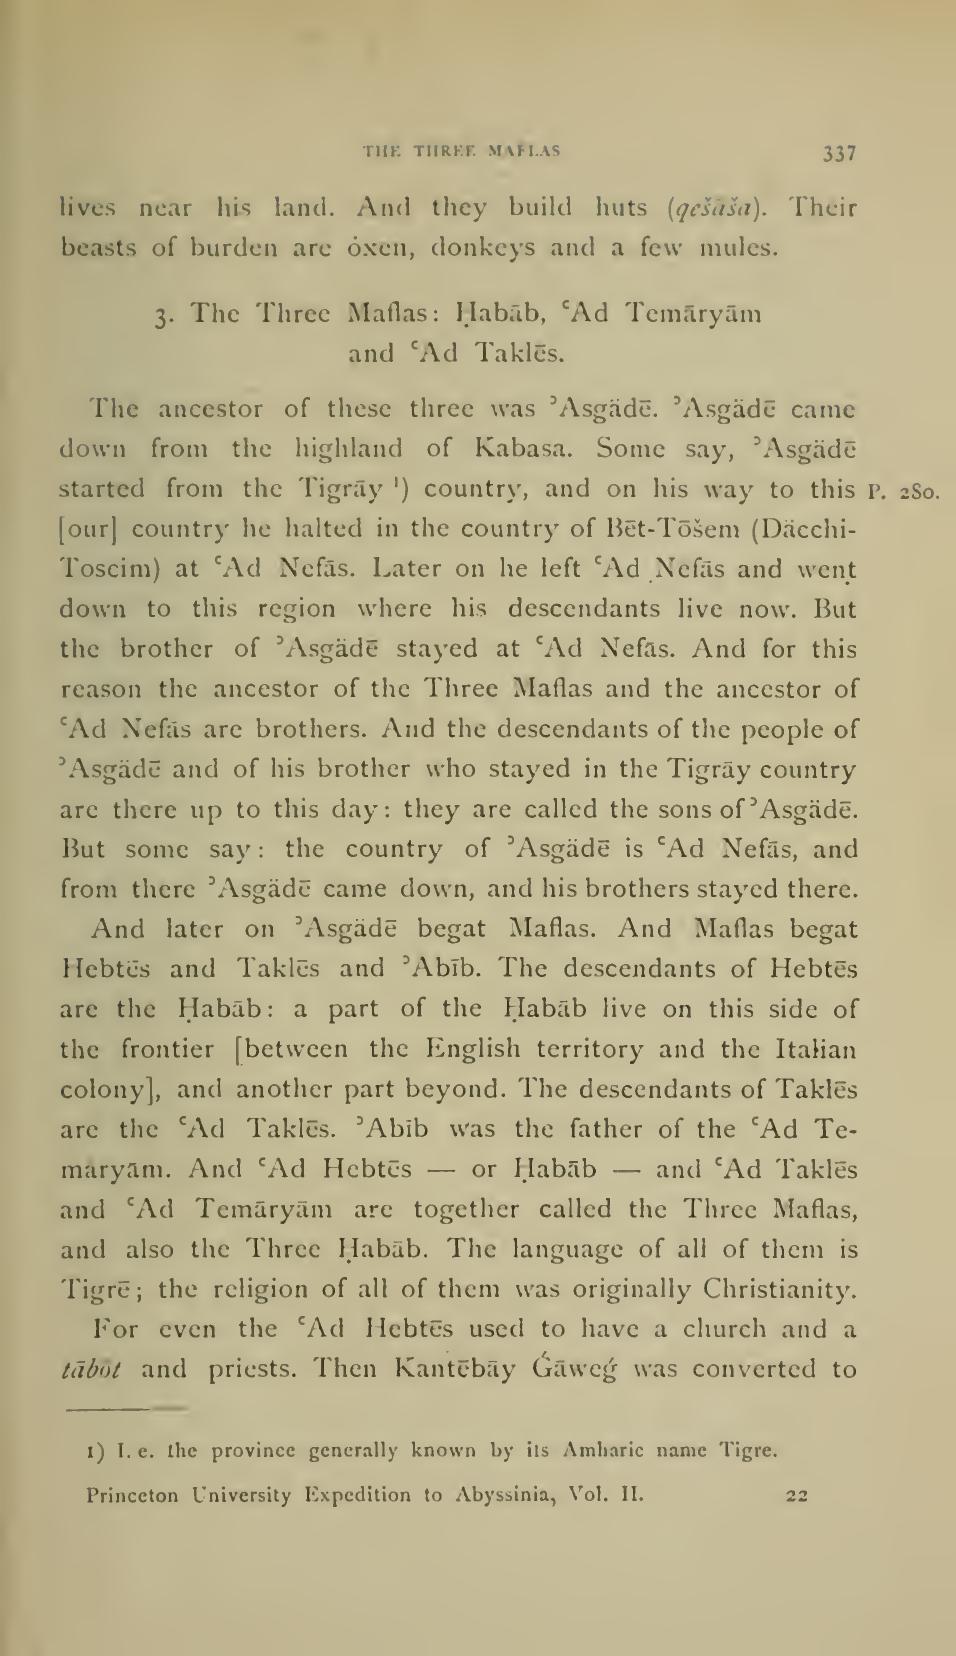 THE THREE MAFLAS 337
lives near his land. And they build huts (qešāša). Their
beasts of burden are oxen, donkeys and a few mules.
3. The Three Maflas: Ḥabāb, ʿAd Temāryām
and ʿAd Taklēs.
The ancestor of these three was ʾAsgädē. ʾAsgädē came
down from the highland of Kabasa. Some say, ʾAsgädē
started from the Tigrāy ¹) country, and on his way to this P. 280.
[our] country he halted in the country of Bēt-Tōšem (Däcchi-
Toscim) at ʿAd Nefās. Later on he left ʿAd Nefās and went
down to this region where his descendants live now. But
the brother of ʾAsgädē stayed at ʿAd Nefās. And for this
reason the ancestor of the Three Maflas and the ancestor of
ʿAd Nefās are brothers. And the descendants of the people of
ʾAsgädē and of his brother who stayed in the Tigrāy country
are there up to this day: they are called the sons of ʾAsgädē.
But some say: the country of ʾAsgädē is ʿAd Nefās, and
from there ʾAsgädē came down, and his brothers stayed there.
And later on ʾAsgädē begat Maflas. And Maflas begat
Hebtēs and Taklēs and ʾAbīb. The descendants of Hebtēs
are the Ḥabāb: a part of the Ḥabāb live on this side of
the frontier [between the English territory and the Italian
colony], and another part beyond. The descendants of Taklēs
are the ʿAd Taklēs. ʾAbīb was the father of the ʿAd Te-
māryām. And ʿAd Hebtēs — or Ḥabāb — and ʿAd Taklēs
and ʿAd Temāryām are together called the Three Maflas,
and also the Three Ḥabāb. The language of all of them is
Tigrē; the religion of all of them was originally Christianity.
For even the ʿAd Hebtēs used to have a church and a
tābōt and priests. Then Kantēbāy Ǵāweǵ was converted to
1) I. e. the province generally known by its Amharic name Tigre.
Princeton University Expedition to Abyssinia, Vol. II. 22